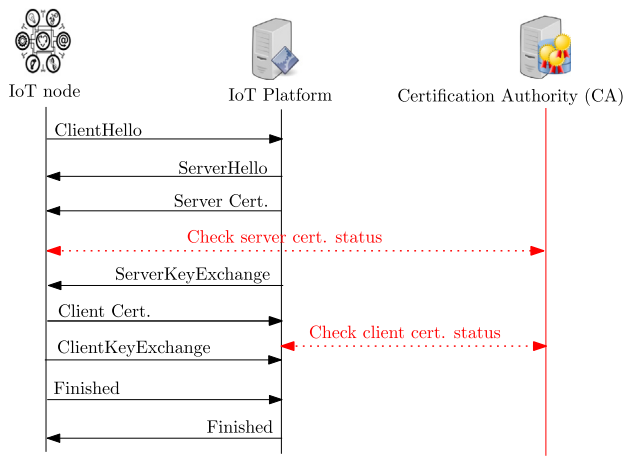 IoT node
IoT Platform
Certification Authority (CA)
ClientHello
ServerHello
Server Cert.
Check server cert. status
ServerKeyExchange
Client Cert.
Check client cert. status
ClientKeyExchange
Finished
Finished